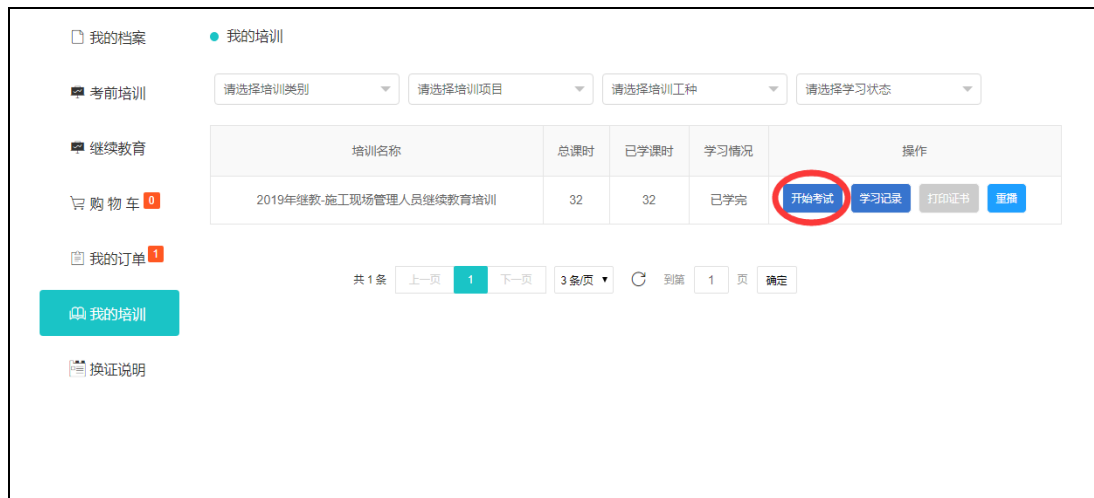 我的档案
我的培训
考前培训
请选择培训类别 请选择培训项目 请选择培训工种 请选择学习状态
继续教育
培训名称 总课时 已学课时 学习情况 操作
购物车 0
2019年继教-施工现场管理人员继续教育培训 32 32 已学完 开始考试 学习记录 打印证书 重播
我的订单 1
共1条 上一页 1 下一页 3条/页 到第 1 页 确定
我的培训
换证说明